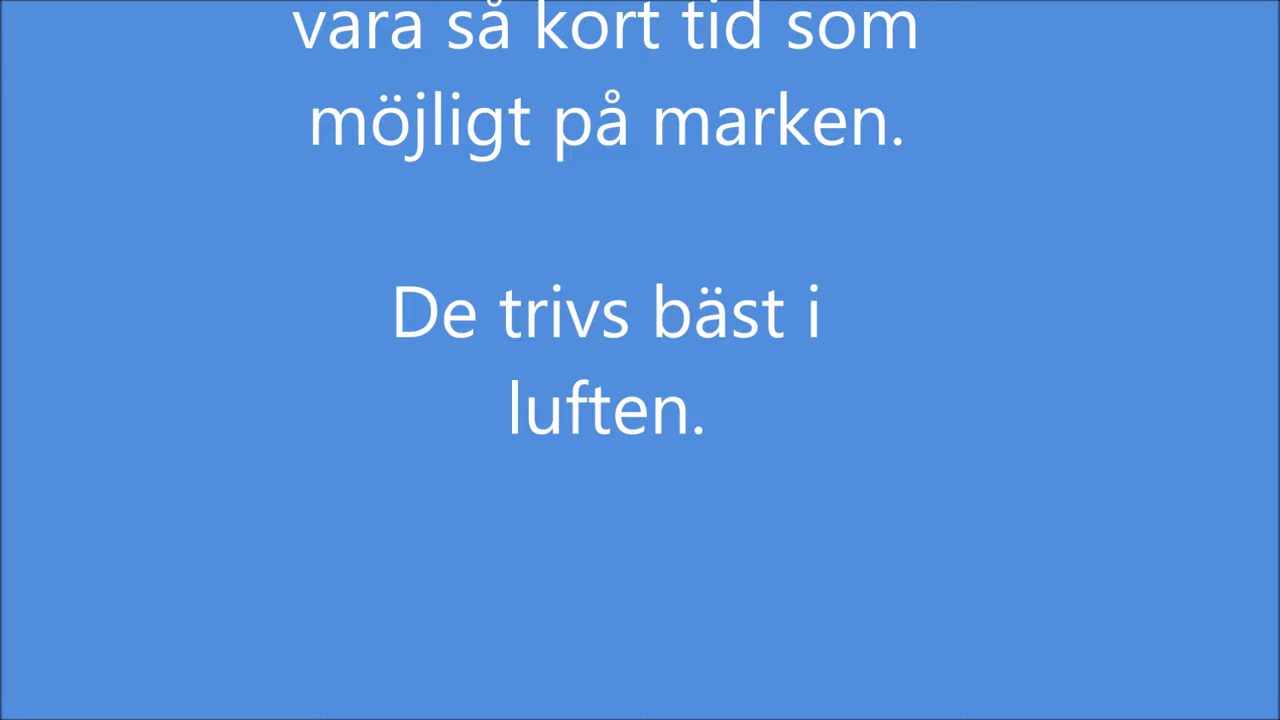 vara så kort tid som
möjligt på marken.
De trivs bäst i
luften.